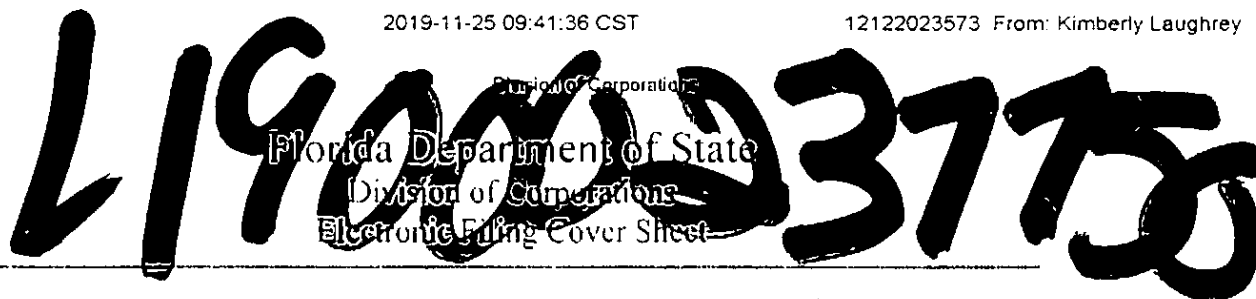 2019-11-25 09:41:36 CST 12122023573 From: Kimberly Laughrey
L19000237750
Division of Corporations
Florida Department of State
Division of Corporations
Electronic Filing Cover Sheet